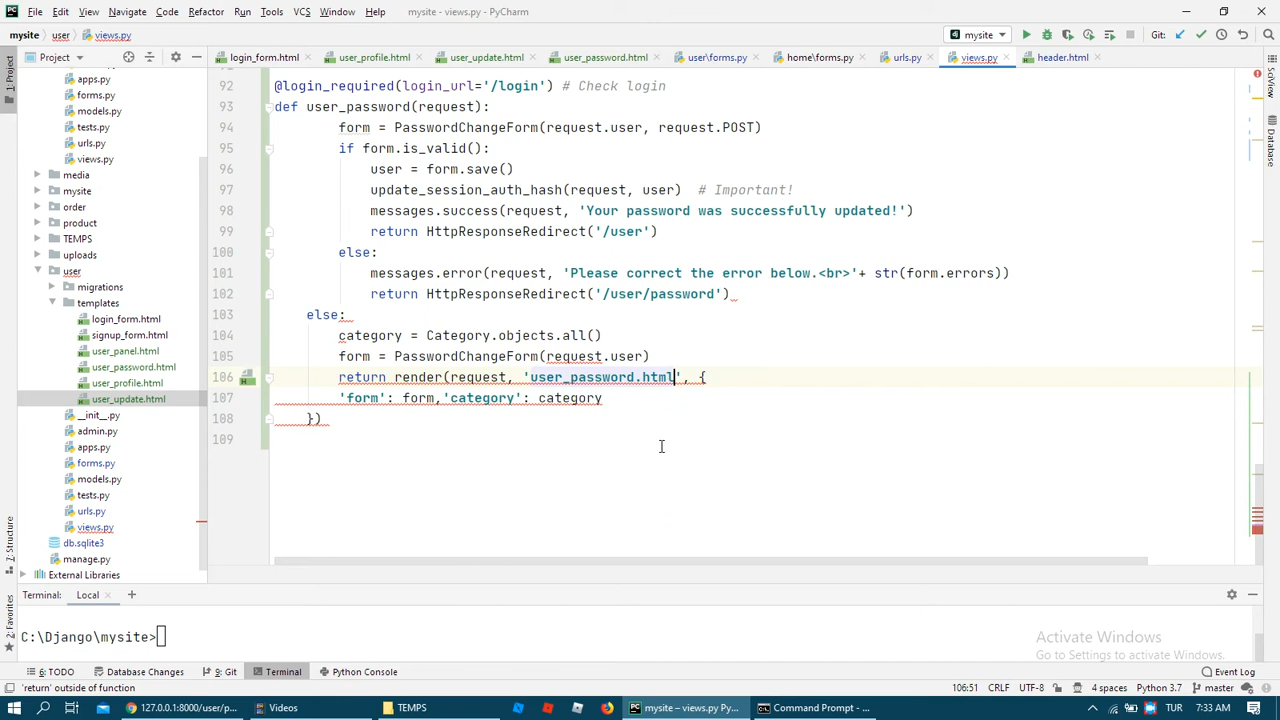 File Edit View Navigate Code Refactor Run Tools VCS Window Help mysite - views.py - PyCharm
mysite user views.py mysite Git:
Project login_form.html user_profile.html user_update.html user_password.html user\forms.py home\forms.py urls.py views.py header.html
1: Project
SciView
Database
7: Structure
2: Favorites
apps.py
forms.py
models.py
tests.py
urls.py
views.py
media
mysite
order
product
TEMPS
uploads
user
migrations
templates
login_form.html
signup_form.html
user_panel.html
user_password.html
user_profile.html
user_update.html
__init__.py
admin.py
apps.py
forms.py
models.py
tests.py
urls.py
views.py
db.sqlite3
manage.py
External Libraries
92 @login_required(login_url='/login') # Check login
93 def user_password(request):
94 form = PasswordChangeForm(request.user, request.POST)
95 if form.is_valid():
96 user = form.save()
97 update_session_auth_hash(request, user)  # Important!
98 messages.success(request, 'Your password was successfully updated!')
99 return HttpResponseRedirect('/user')
100 else:
101 messages.error(request, 'Please correct the error below.<br>'+ str(form.errors))
102 return HttpResponseRedirect('/user/password')
103 else:
104 category = Category.objects.all()
105 form = PasswordChangeForm(request.user)
106 return render(request, 'user_password.html', {
107 'form': form,'category': category
108 })
109
Terminal: Local +
C:\Django\mysite>
Activate Windows
Go to Settings to activate Windows.
6: TODO Database Changes 9: Git Terminal Python Console Event Log
'return' outside of function 106:51 CRLF UTF-8 4 spaces Python 3.7 master
127.0.0.1:8000/user/p... Videos TEMPS mysite – views.py Py... Command Prompt - ... TUR 7:33 AM